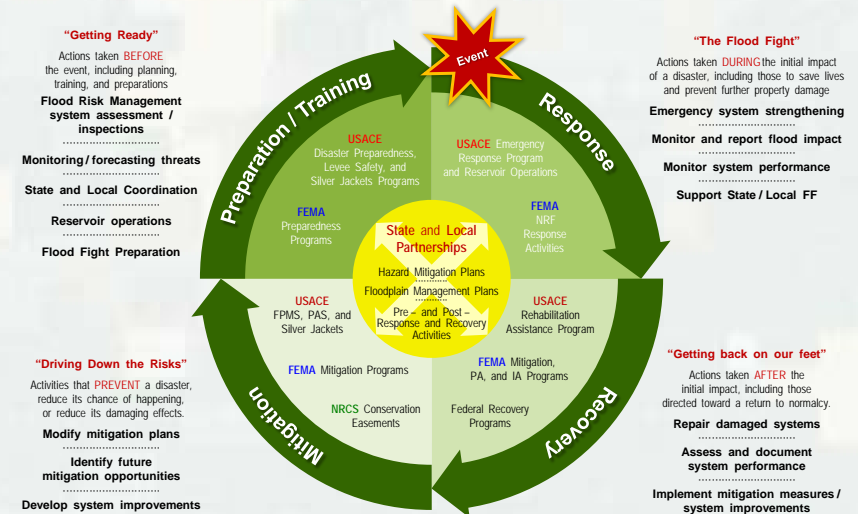 “Getting Ready”
Actions taken BEFORE
the event, including planning,
training, and preparations
Flood Risk Management
system assessment /
inspections
Monitoring / forecasting threats
State and Local Coordination
Reservoir operations
Flood Fight Preparation
Preparation / Training
Event
Response
“The Flood Fight”
Actions taken DURING the initial impact
of a disaster, including those to save lives
and prevent further property damage
Emergency system strengthening
Monitor and report flood impact
Monitor system performance
Support State / Local FF
USACE
Disaster Preparedness,
Levee Safety, and
Silver Jackets Programs
FEMA
Preparedness
Programs
USACE Emergency
Response Program
and Reservoir Operations
FEMA
NRF
Response
Activities
State and Local
Partnerships
Hazard Mitigation Plans
Floodplain Management Plans
Pre – and Post –
Response and Recovery
Activities
USACE
FPMS, PAS, and
Silver Jackets
FEMA Mitigation Programs
NRCS Conservation
Easements
USACE
Rehabilitation
Assistance Program
FEMA Mitigation,
PA, and IA Programs
Federal Recovery
Programs
Mitigation
Recovery
“Driving Down the Risks”
Activities that PREVENT a disaster,
reduce its chance of happening,
or reduce its damaging effects.
Modify mitigation plans
Identify future
mitigation opportunities
Develop system improvements
“Getting back on our feet”
Actions taken AFTER the
initial impact, including those
directed toward a return to normalcy.
Repair damaged systems
Assess and document
system performance
Implement mitigation measures /
system improvements